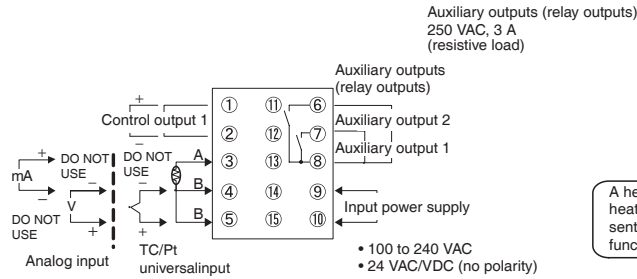 Auxiliary outputs (relay outputs)
250 VAC, 3 A
(resistive load)
Auxiliary outputs
(relay outputs)
+
Control output 1
−
① ⑪ ⑥
② ⑫ ⑦
③ ⑬ ⑧
④ ⑭ ⑨
⑤ ⑮ ⑩
Auxiliary output 2
Auxiliary output 1
Input power supply
A
B
B
+
mA
−
DO NOT
USE
−
V
+
DO NOT
USE
DO NOT
USE
−
+
Analog input
TC/Pt
universalinput
• 100 to 240 VAC
• 24 VAC/VDC (no polarity)
A he
heat
sent
func